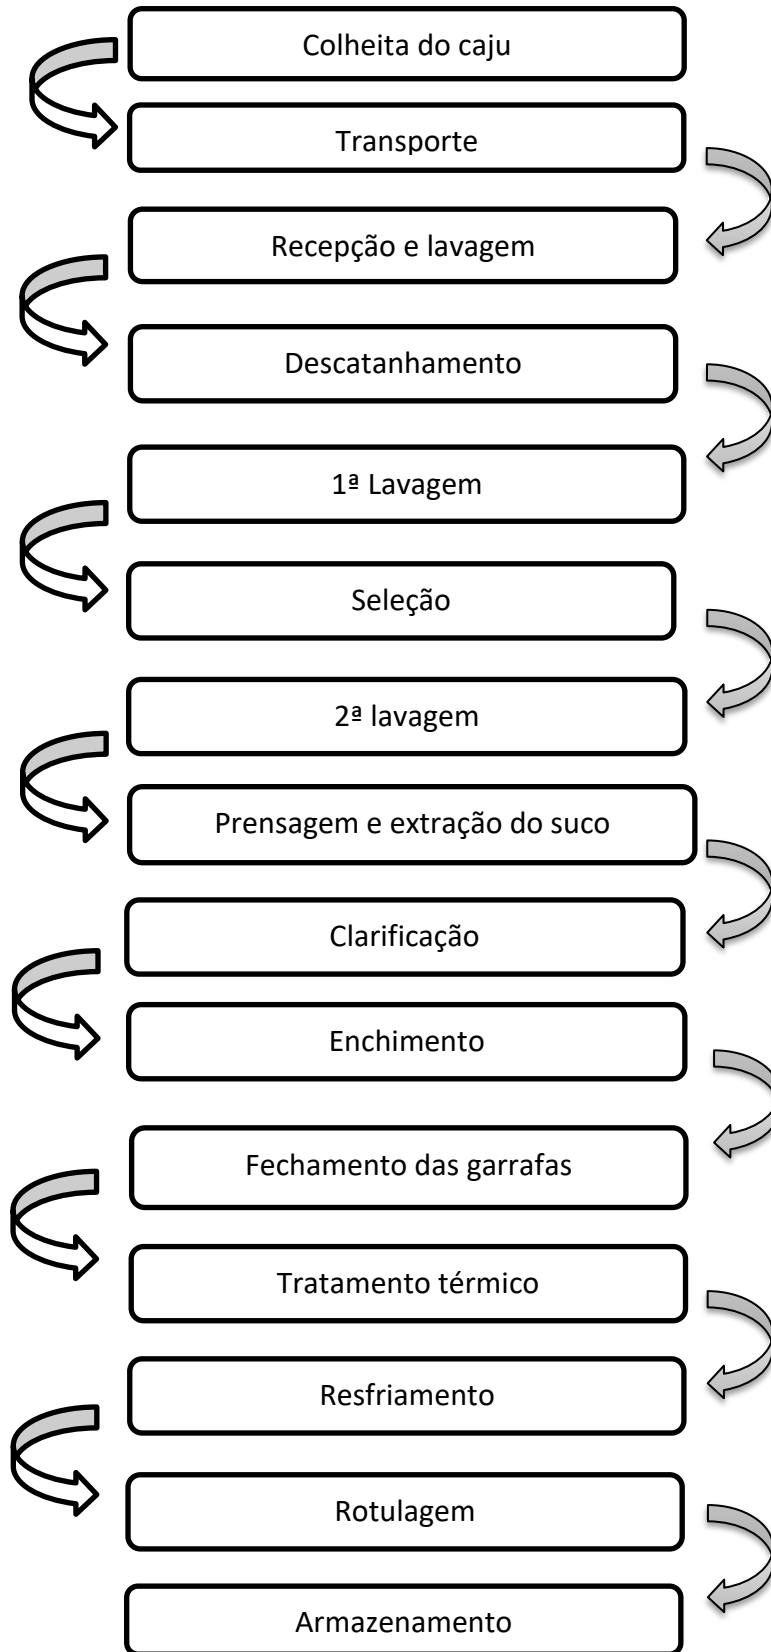 Colheita do caju
Transporte
Recepção e lavagem
Descatanhamento
1ª Lavagem
Seleção
2ª lavagem
Prensagem e extração do suco
Clarificação
Enchimento
Fechamento das garrafas
Tratamento térmico
Resfriamento
Rotulagem
Armazenamento